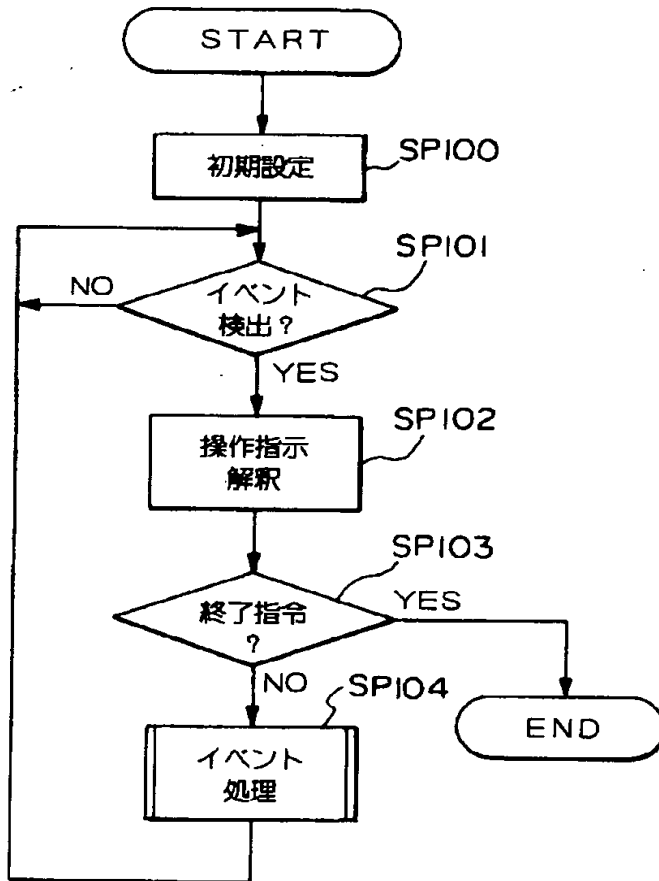 START
初期設定
SP100
SP101
NO
イベント
検出?
YES
SP102
操作指示
解釈
SP103
終了指令
?
YES
NO
SP104
イベント
処理
END